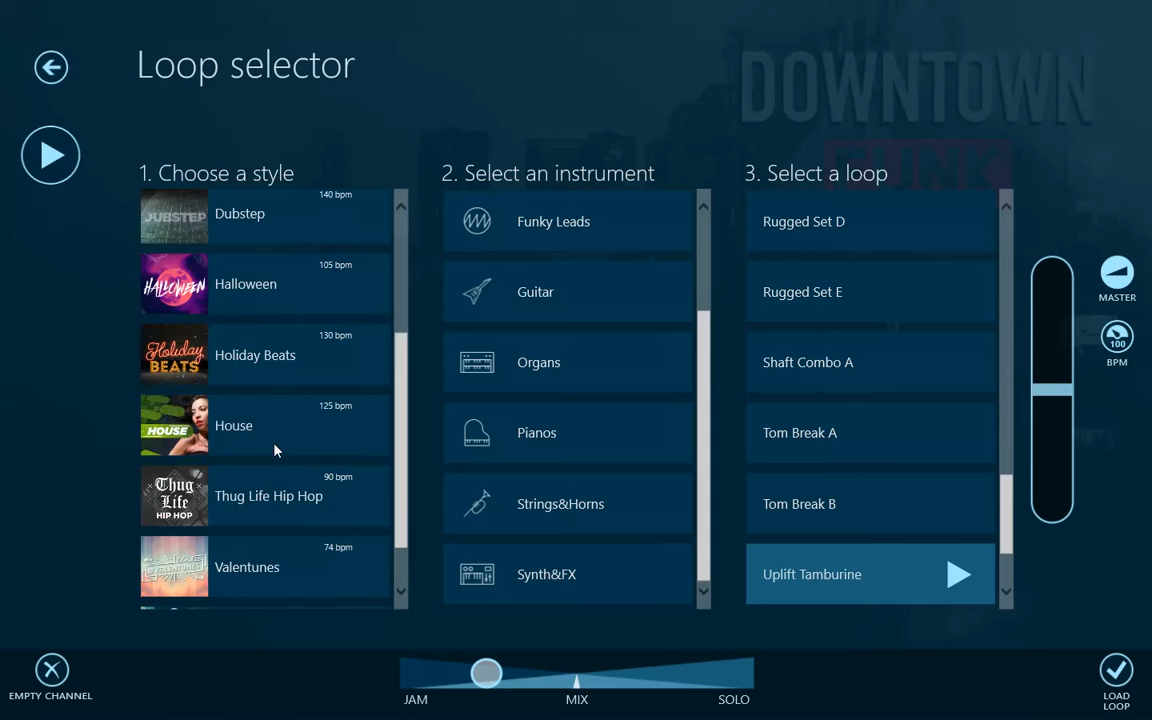 Loop selector
DOWNTOWN
FUNK
1. Choose a style
2. Select an instrument
3. Select a loop
140 bpm
DUBSTEP
Dubstep
105 bpm
HALLOWEEN
Halloween
130 bpm
Holiday
BEATS
Holiday Beats
125 bpm
HOUSE
House
90 bpm
Thug
Life
HIP HOP
Thug Life Hip Hop
74 bpm
VALENTUNES
Valentunes
Funky Leads
Guitar
Organs
Pianos
Strings&Horns
Synth&FX
Rugged Set D
Rugged Set E
Shaft Combo A
Tom Break A
Tom Break B
Uplift Tamburine
MASTER
100
BPM
EMPTY CHANNEL
JAM
MIX
SOLO
LOAD
LOOP